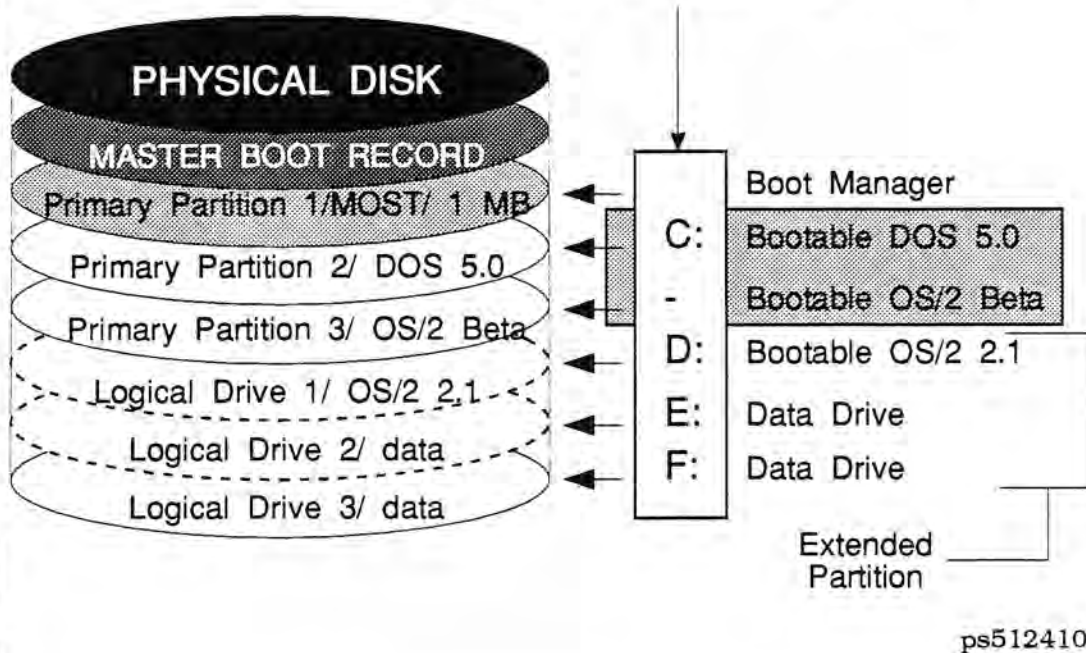 PHYSICAL DISK
MASTER BOOT RECORD
Primary Partition 1/MOST/ 1 MB
Primary Partition 2/ DOS 5.0
Primary Partition 3/ OS/2 Beta
Logical Drive 1/ OS/2 2.1
Logical Drive 2/ data
Logical Drive 3/ data
Boot Manager
C: Bootable DOS 5.0
- Bootable OS/2 Beta
D: Bootable OS/2 2.1
E: Data Drive
F: Data Drive
Extended
Partition
ps512410